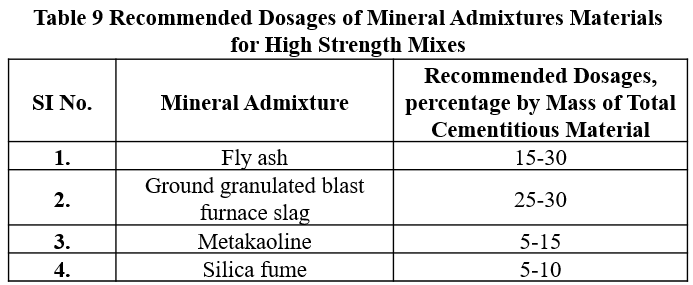 Table 9 Recommended Dosages of Mineral Admixtures Materials
for High Strength Mixes
SI No.
Mineral Admixture
Recommended Dosages,
percentage by Mass of Total
Cementitious Material
1.
Fly ash
15-30
2.
Ground granulated blast
furnace slag
25-30
3.
Metakaoline
5-15
4.
Silica fume
5-10